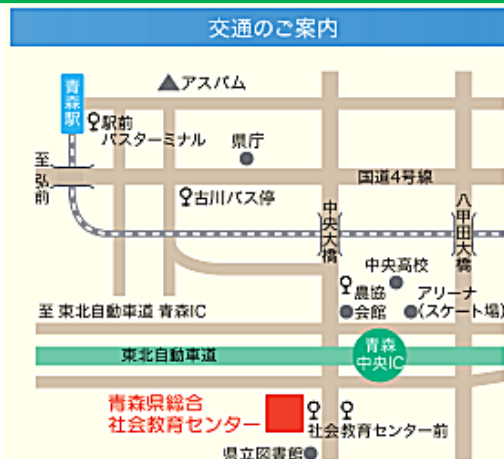 交通のご案内
アスパム
青森駅
駅前
バスターミナル
県庁
至弘前
国道4号線
古川バス停
中央大橋
八甲田大橋
中央高校
農協
会館
アリーナ
(スケート場)
至 東北自動車道 青森IC
東北自動車道
青森
中央IC
青森県総合
社会教育センター
社会教育センター前
県立図書館